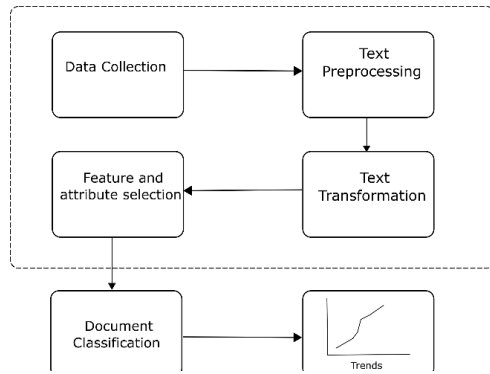 Data Collection
Text
Preprocessing
Feature and
attribute selection
Text
Transformation
Document
Classification
Trends